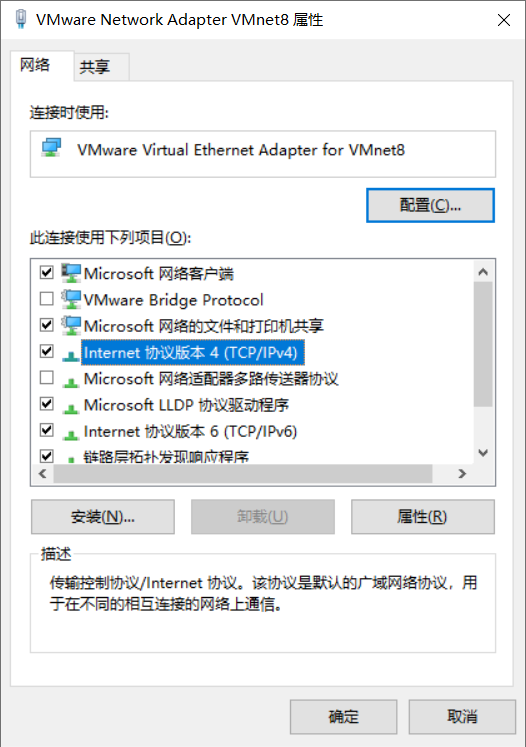 VMware Network Adapter VMnet8 属性
网络
共享
连接时使用:
VMware Virtual Ethernet Adapter for VMnet8
配置(C)...
此连接使用下列项目(O):
Microsoft 网络客户端
VMware Bridge Protocol
Microsoft 网络的文件和打印机共享
Internet 协议版本 4 (TCP/IPv4)
Microsoft 网络适配器多路传送器协议
Microsoft LLDP 协议驱动程序
Internet 协议版本 6 (TCP/IPv6)
链路层拓扑发现响应程序
安装(N)...
卸载(U)
属性(R)
描述
传输控制协议/Internet 协议。该协议是默认的广域网络协议，用
于在不同的相互连接的网络上通信。
确定
取消